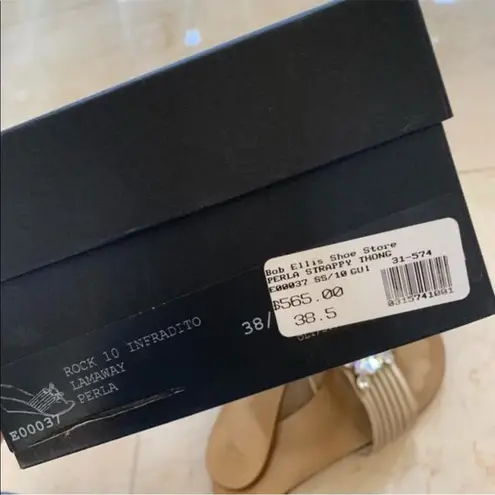 Bob Ellis Shoe Store
PERLA STRAPPY THONG
31-574
E00037 SS/10 GUI
$565.00
38.5
0315741001
38/
ROCK 10 INFRADITO
LAMAWAY
PERLA
E00037